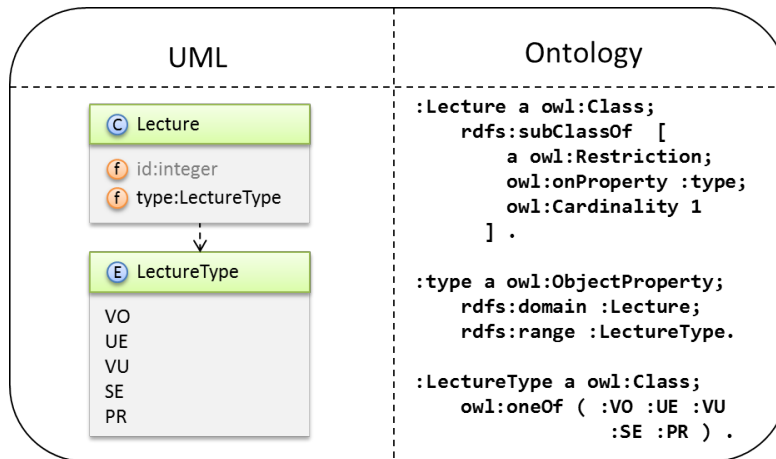 UML
C Lecture
f id:integer
f type:LectureType
E LectureType
VO
UE
VU
SE
PR
Ontology
:Lecture a owl:Class;
rdfs:subClassOf [
a owl:Restriction;
owl:onProperty :type;
owl:Cardinality 1
] .
:type a owl:ObjectProperty;
rdfs:domain :Lecture;
rdfs:range :LectureType.
:LectureType a owl:Class;
owl:oneOf ( :VO :UE :VU
:SE :PR ) .